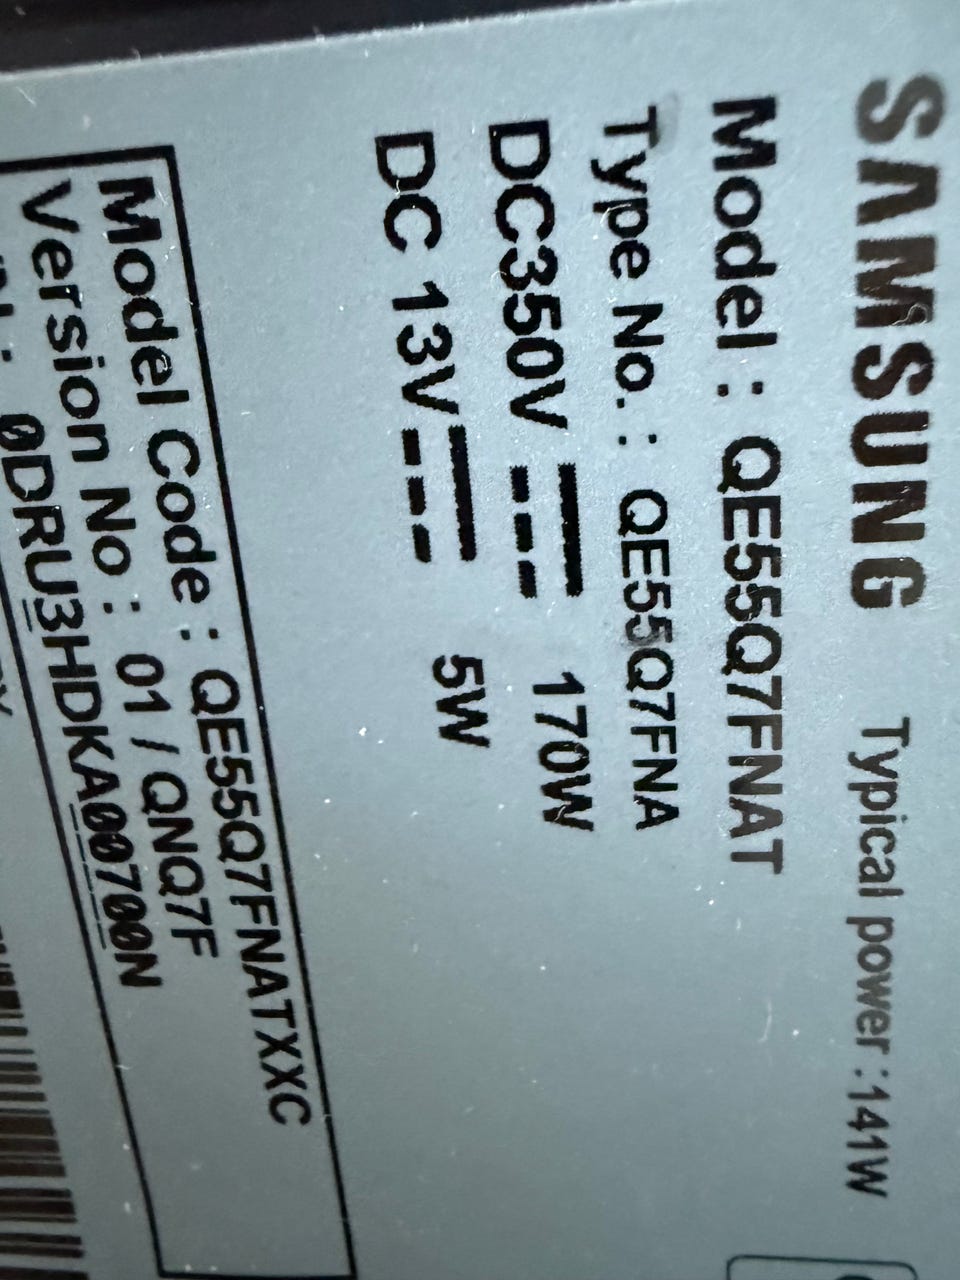 SAMSUNG Typical power :141W
Model : QE55Q7FNAT
Type No. : QE55Q7FNA
DC350V 170W
DC 13V 5W
Model Code : QE55Q7FNATXXC
Version No : 01 / QNQ7F
0DRU3HDKA00700N